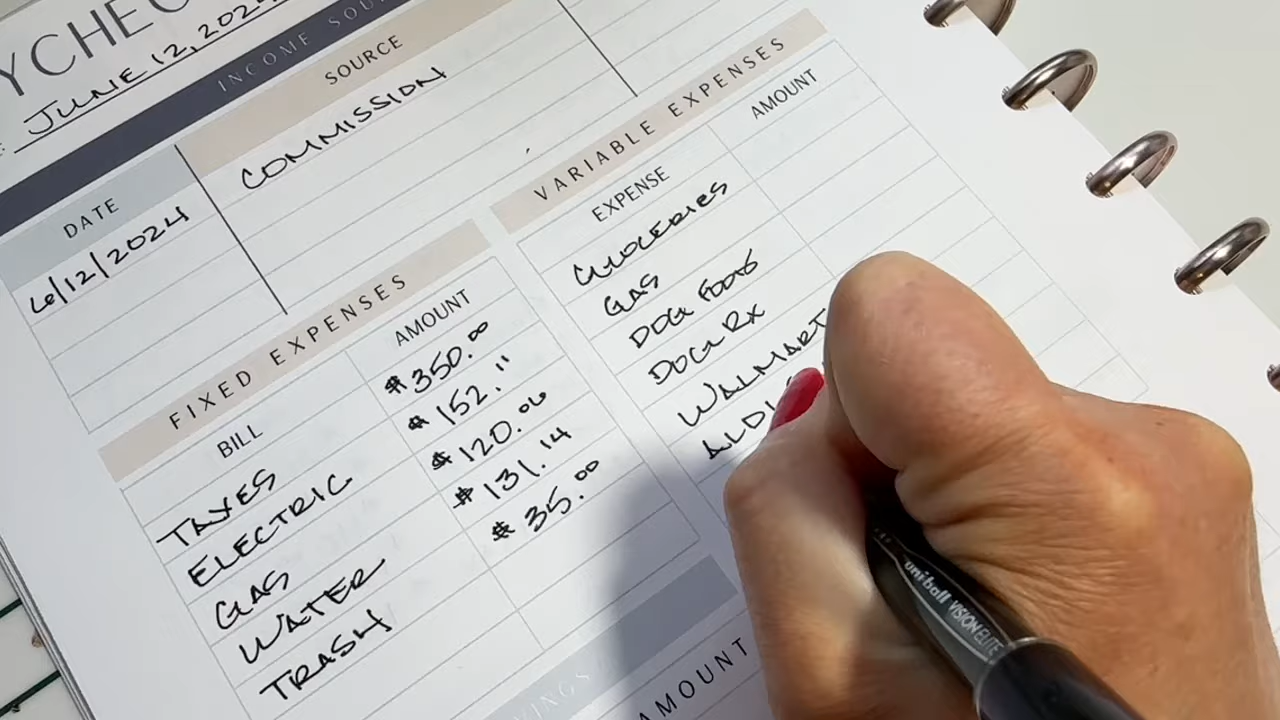 YCHEC
JUNE 12, 2024
INCOME SOU
DATE
SOURCE
6/12/2024
COMMISSION
FIXED EXPENSES
BILL AMOUNT
TAXES $350.00
ELECTRIC $152.11
GAS $120.06
WATER $131.14
TRASH $35.00
VARIABLE EXPENSES
EXPENSE AMOUNT
GROCERIES
GAS
DOG FOOD
DOG RX
WALMART
ALDI
VINGS
AMOUNT
uniball VISION ELITE